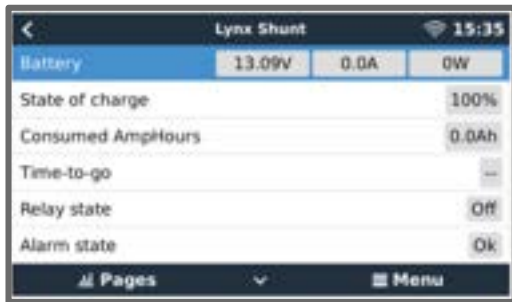 Lynx Shunt 15:35
Battery 13.09V 0.0A 0W
State of charge 100%
Consumed AmpHours 0.0Ah
Time-to-go --
Relay state Off
Alarm state Ok
Pages Menu